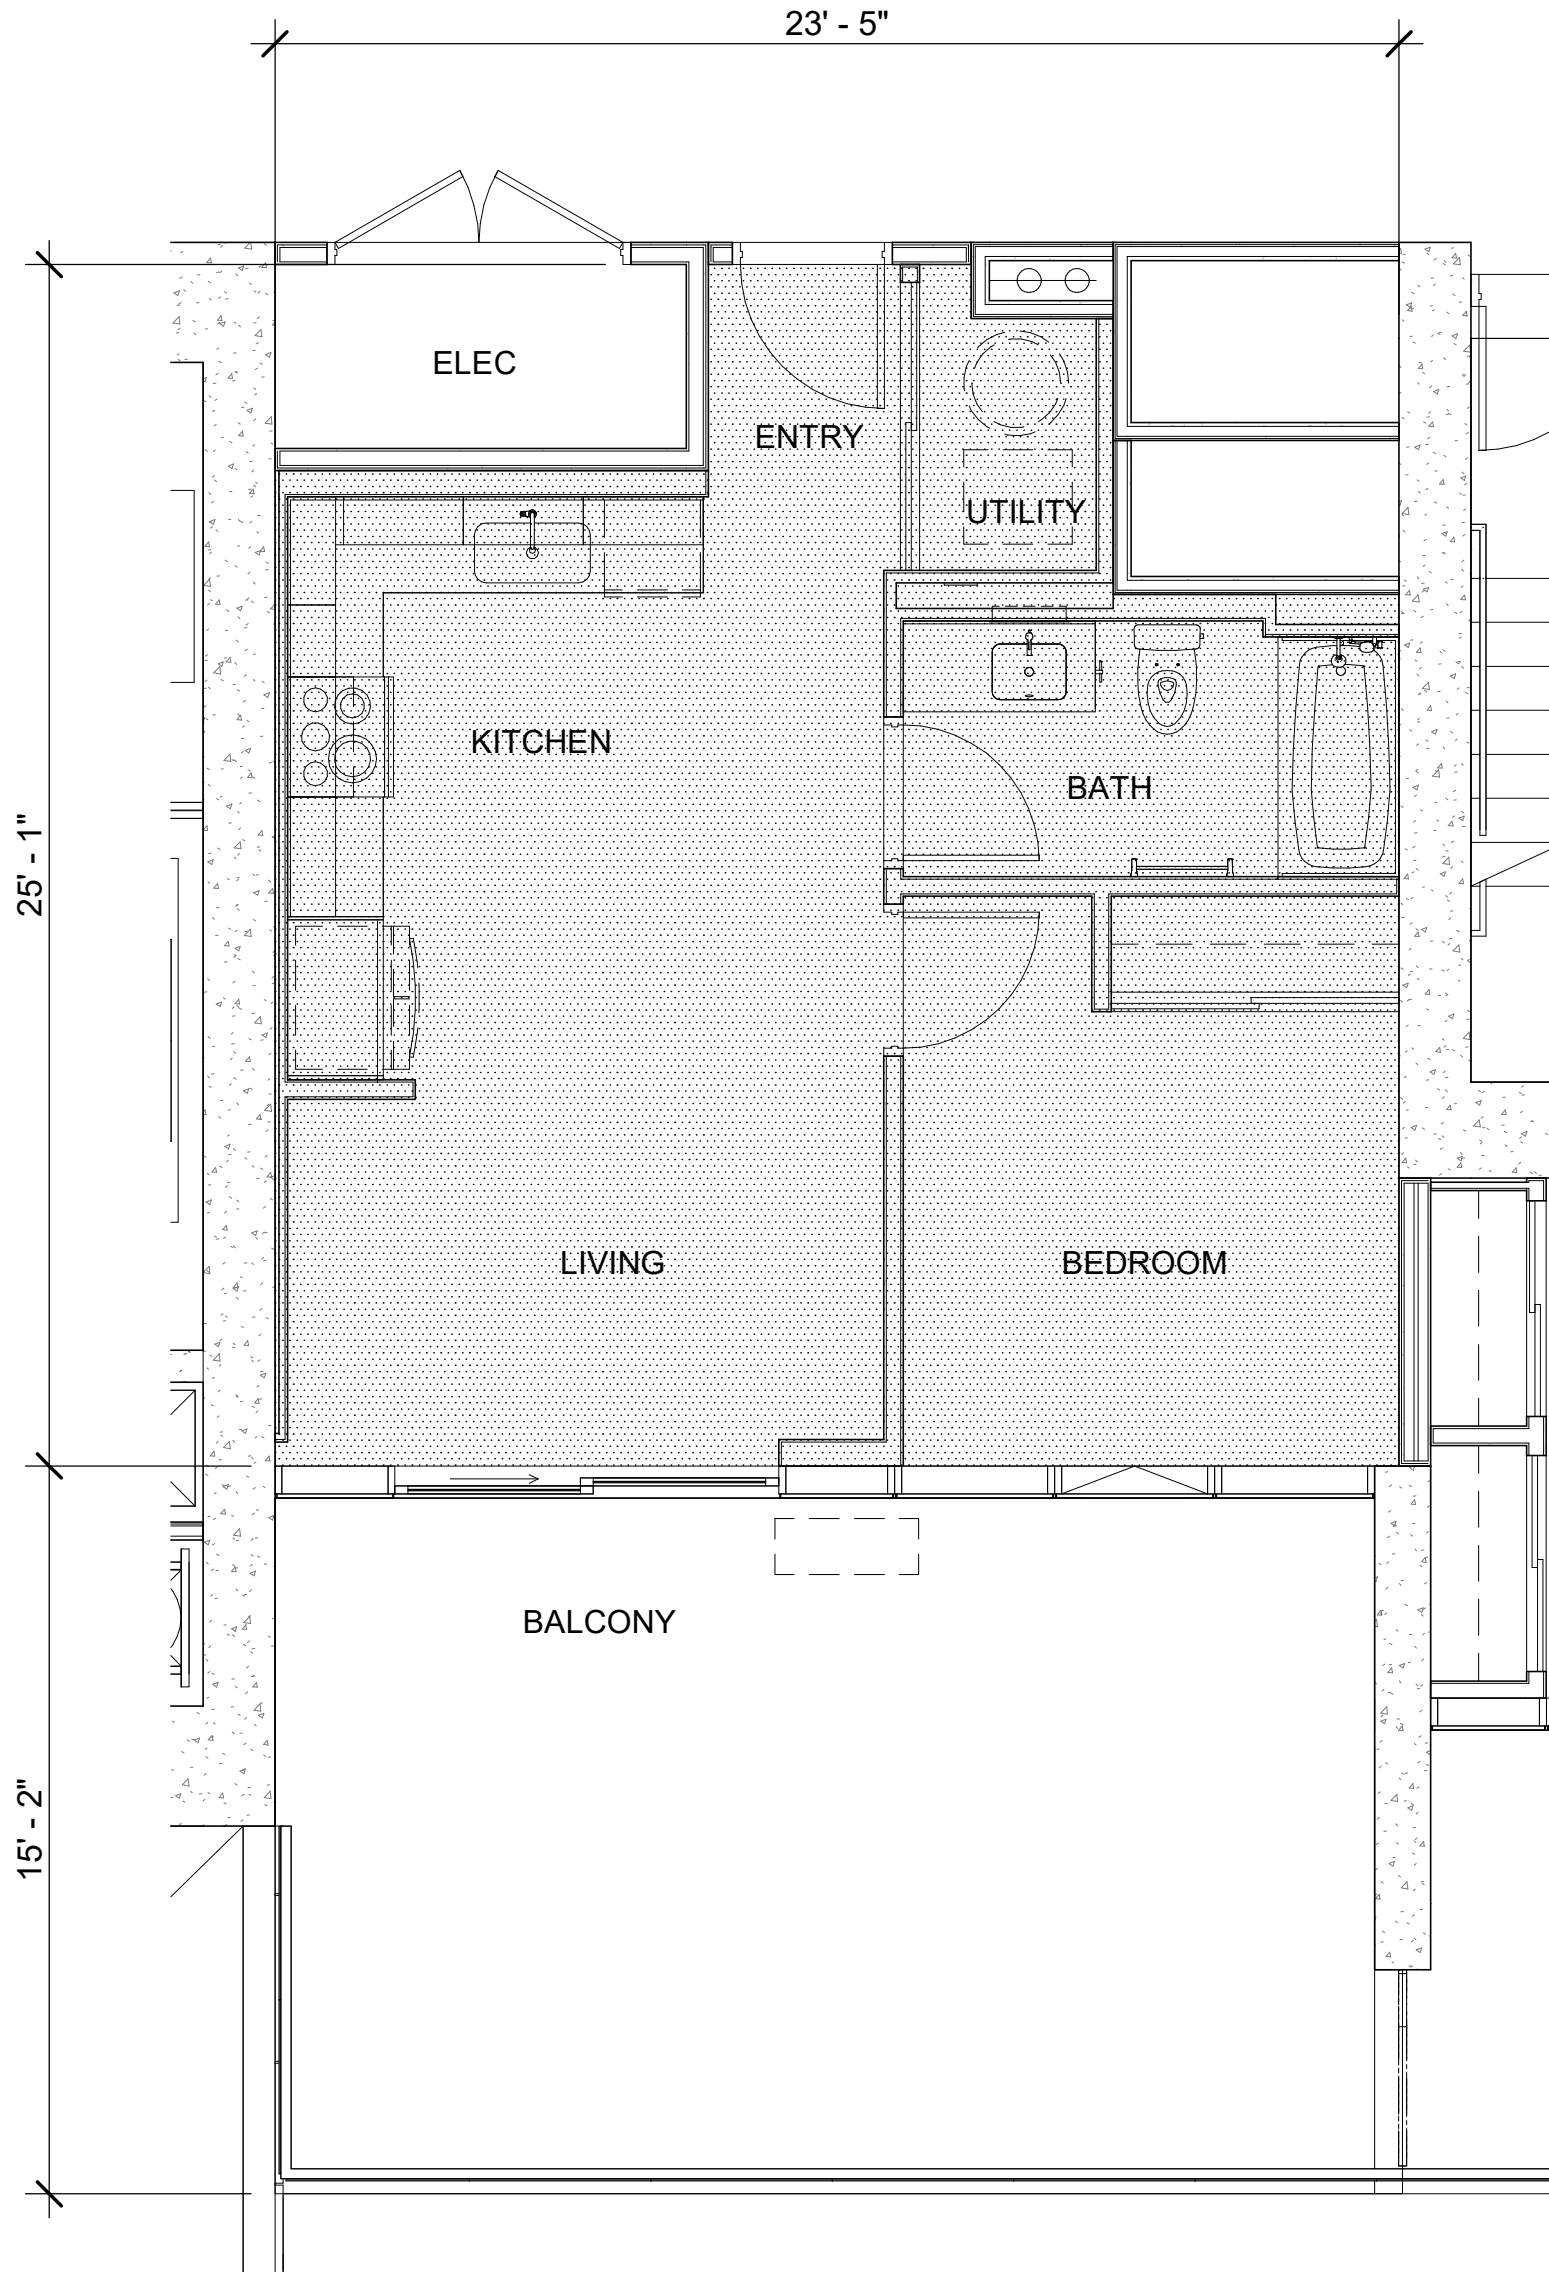 23' - 5"
ELEC
ENTRY
UTILITY
KITCHEN
BATH
25' - 1"
LIVING
BEDROOM
BALCONY
15' - 2"